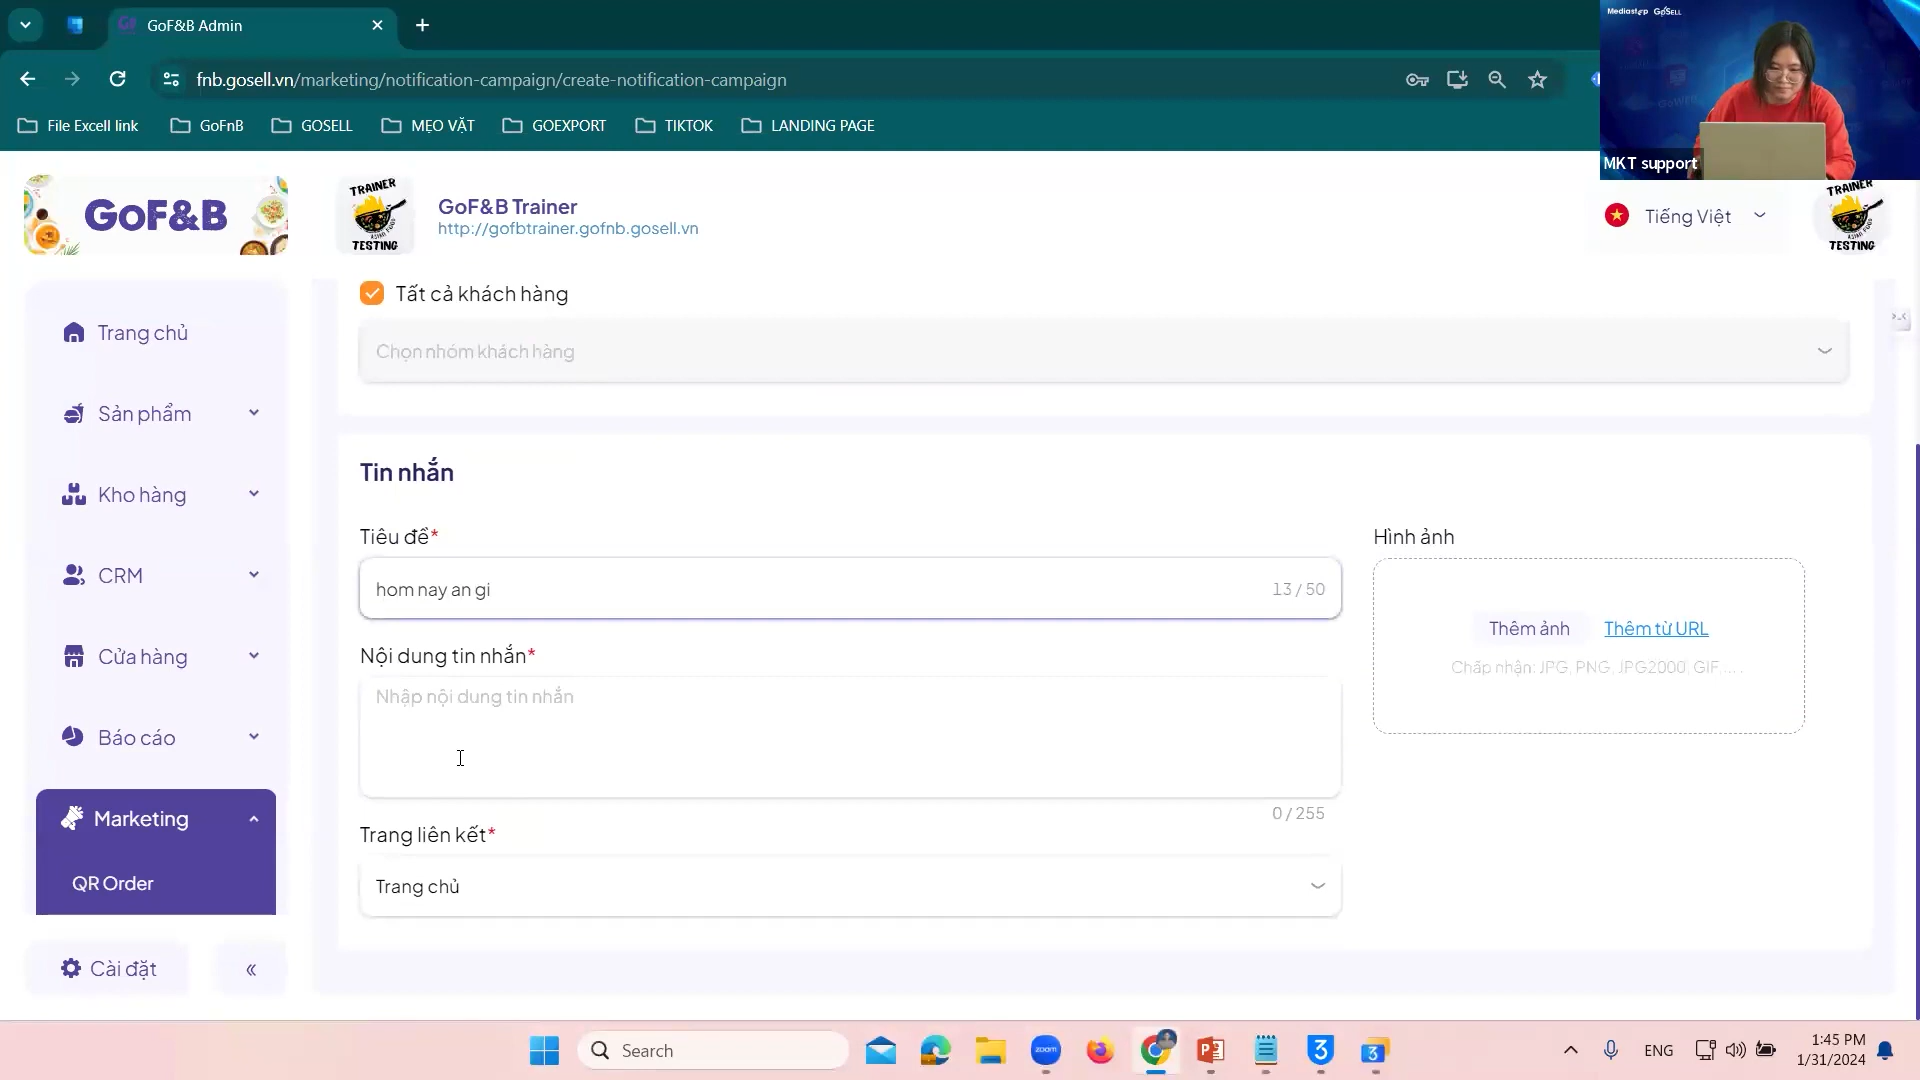 GoF&B Admin
Mediastep GoSELL
fnb.gosell.vn/marketing/notification-campaign/create-notification-campaign
File Excell link
GoFnB
GOSELL
MẸO VẶT
GOEXPORT
TIKTOK
LANDING PAGE
MKT support
GoF&B
TRAINER
TESTING
GoF&B Trainer
http://gofbtrainer.gofnb.gosell.vn
Tiếng Việt
TRAINER
TESTING
Trang chủ
Sản phẩm
Kho hàng
CRM
Cửa hàng
Báo cáo
Marketing
QR Order
Cài đặt
«
Tất cả khách hàng
Chọn nhóm khách hàng
Tin nhắn
Tiêu đề*
hom nay an gi
13 / 50
Nội dung tin nhắn*
Nhập nội dung tin nhắn
0 / 255
Trang liên kết*
Trang chủ
Hình ảnh
Thêm ảnh
Thêm từ URL
Chấp nhận: JPG, PNG, JPG2000, GIF, ...
Search
zoom
ENG
1:45 PM
1/31/2024